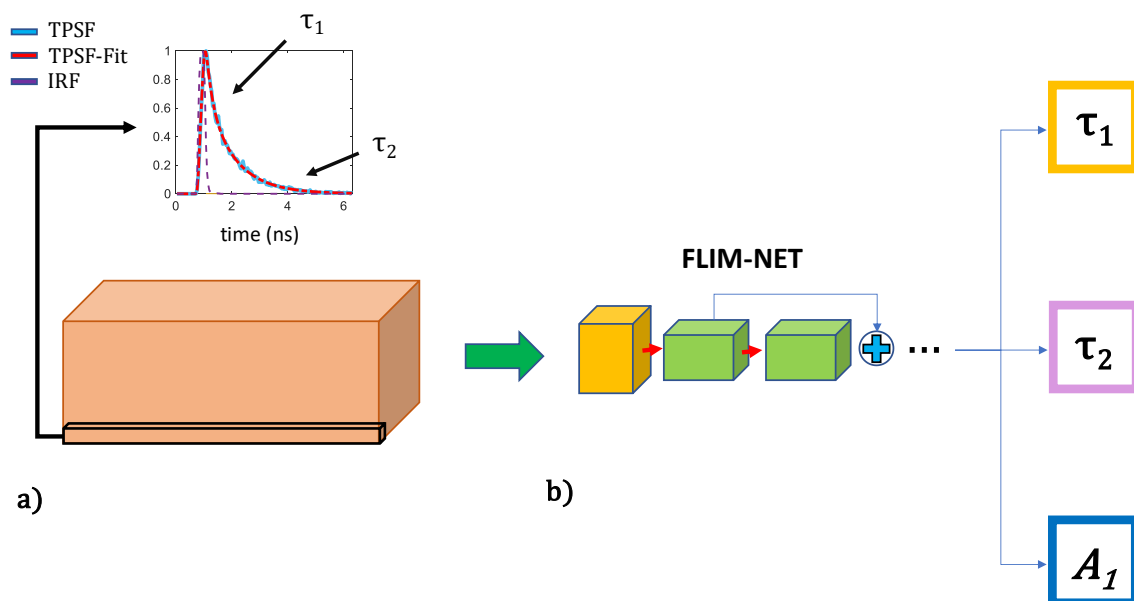 TPSF
TPSF-Fit
IRF
τ1
τ2
1
0.8
0.6
0.4
0.2
0
0 2 4 6
time (ns)
FLIM-NET
...
τ1
τ2
A1
a)
b)